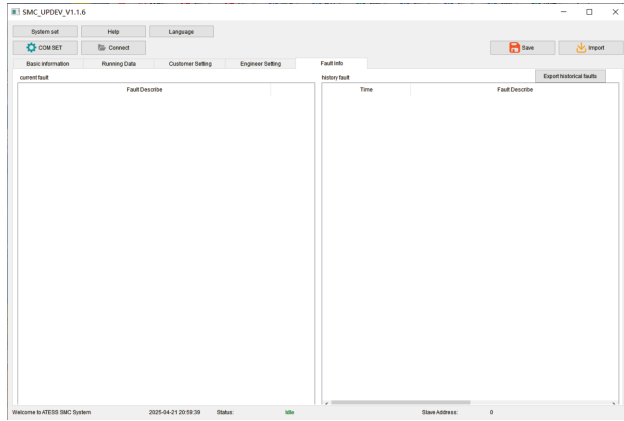 SMC_UPDEV_V1.1.6
System set Help Language
COM SET Connect Save Import
Basic information Running Data Customer Setting Engineer Setting Fault Info
current fault history fault Export historical faults
Fault Describe Time Fault Describe
Welcome to ATESS SMC System 2025-04-21 20:59:39 Status: Idle Slave Address: 0